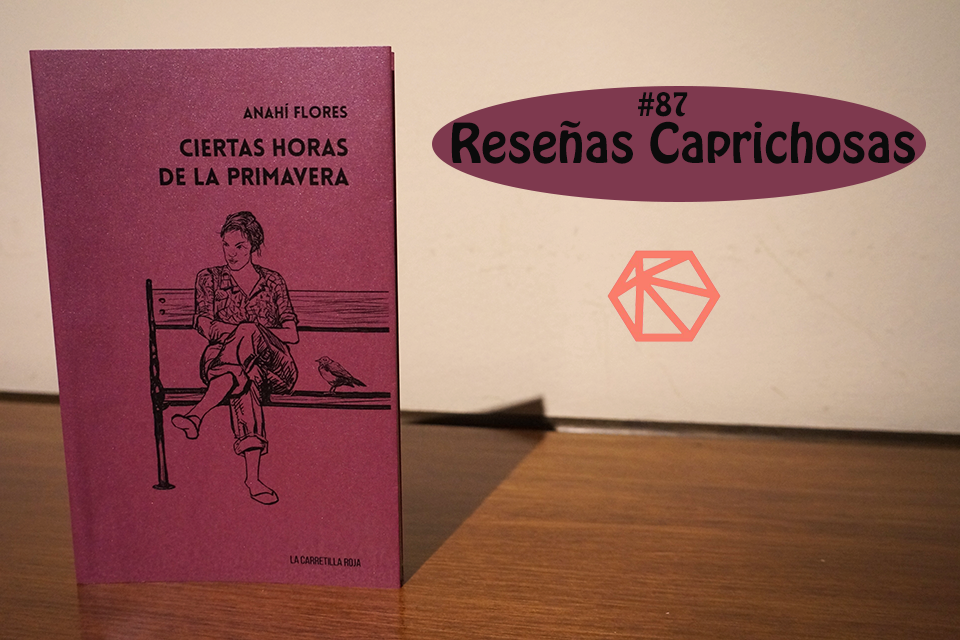 ANAHÍ FLORES
CIERTAS HORAS
DE LA PRIMAVERA
LA CARRETILLA ROJA
#87
Reseñas Caprichosas